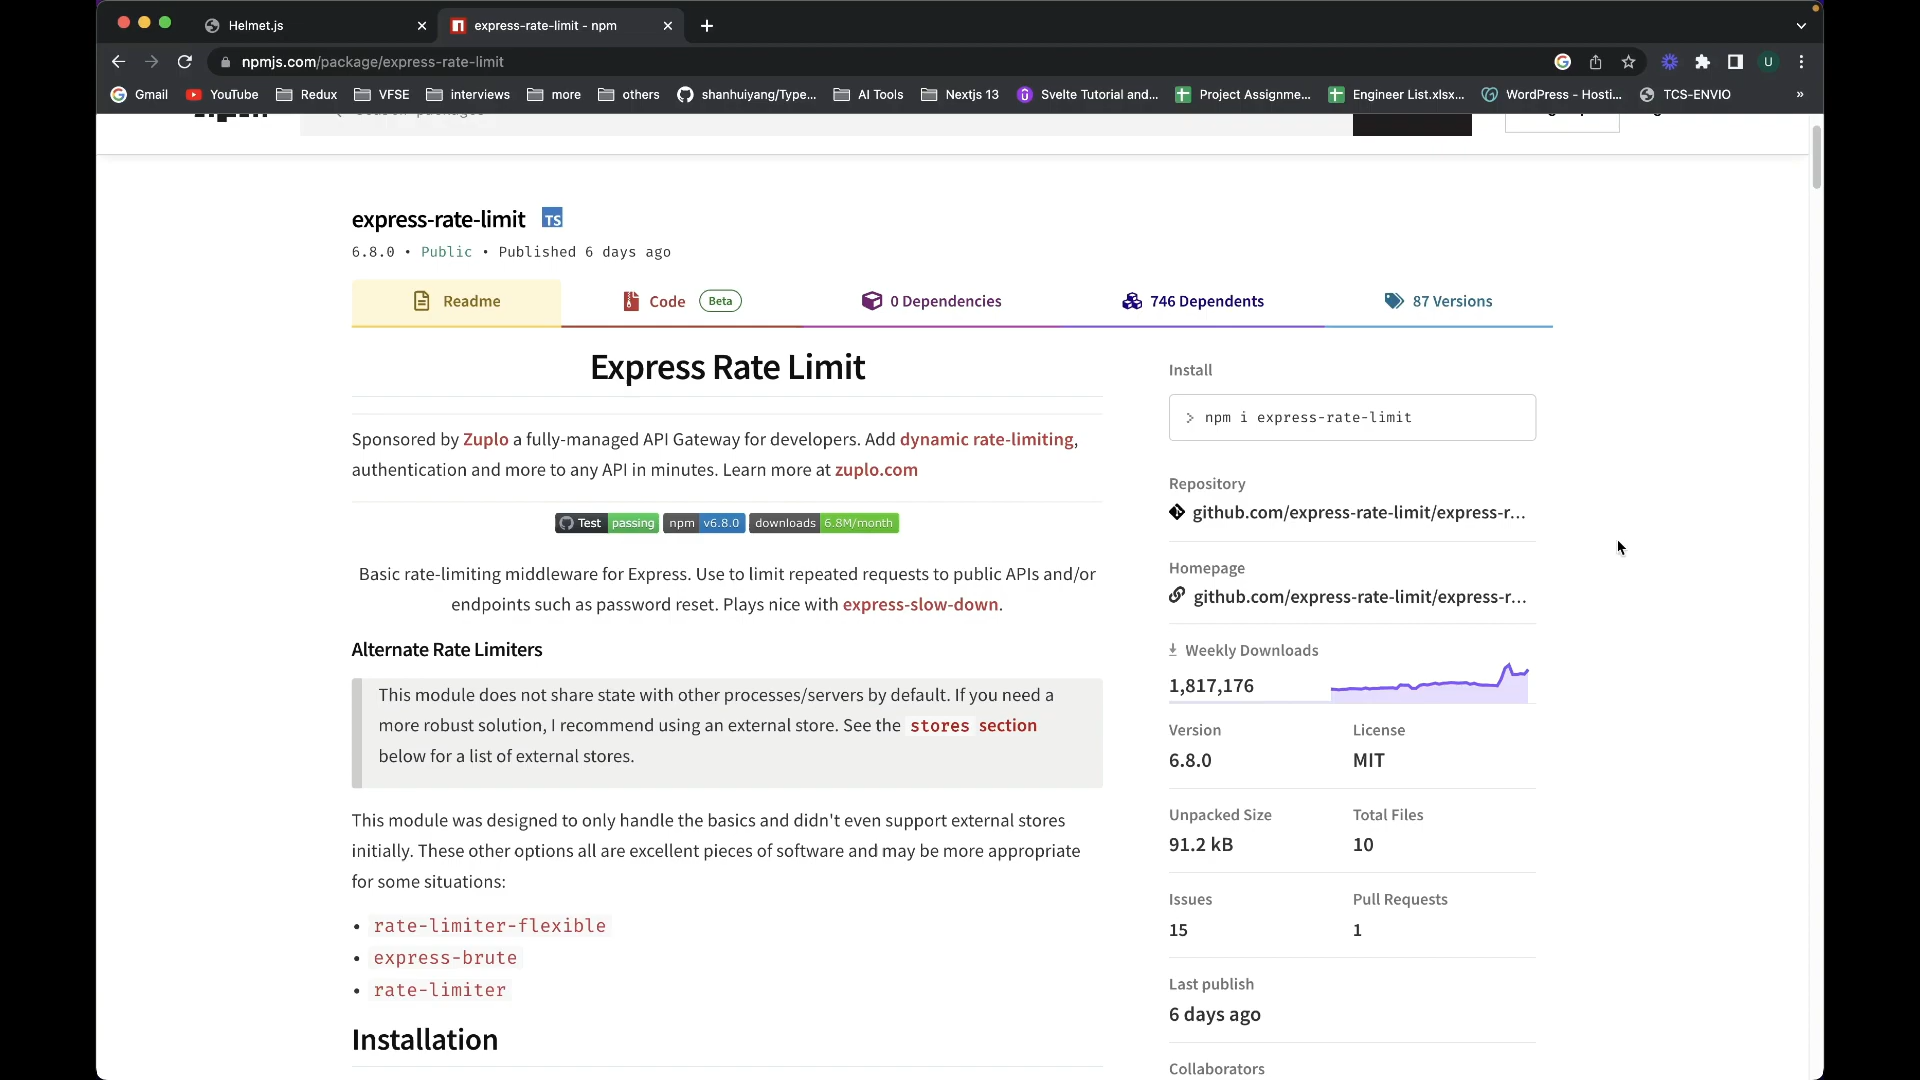 Helmet.js
express-rate-limit - npm
npmjs.com/package/express-rate-limit
U
Gmail YouTube Redux VFSE interviews more others shanhuiyang/Type... AI Tools Nextjs 13 Svelte Tutorial and... Project Assignme... Engineer List.xlsx... WordPress - Hosti... TCS-ENVIO »
express-rate-limit TS
6.8.0 • Public • Published 6 days ago
Readme
Code Beta
0 Dependencies
746 Dependents
87 Versions
Express Rate Limit
Sponsored by Zuplo a fully-managed API Gateway for developers. Add dynamic rate-limiting,
authentication and more to any API in minutes. Learn more at zuplo.com
Test passing npm v6.8.0 downloads 6.8M/month
Basic rate-limiting middleware for Express. Use to limit repeated requests to public APIs and/or
endpoints such as password reset. Plays nice with express-slow-down.
Alternate Rate Limiters
This module does not share state with other processes/servers by default. If you need a
more robust solution, I recommend using an external store. See the stores section
below for a list of external stores.
This module was designed to only handle the basics and didn't even support external stores
initially. These other options all are excellent pieces of software and may be more appropriate
for some situations:
• rate-limiter-flexible
• express-brute
• rate-limiter
Installation
Install
> npm i express-rate-limit
Repository
github.com/express-rate-limit/express-r...
Homepage
github.com/express-rate-limit/express-r...
Weekly Downloads
1,817,176
Version License
6.8.0 MIT
Unpacked Size Total Files
91.2 kB 10
Issues Pull Requests
15 1
Last publish
6 days ago
Collaborators